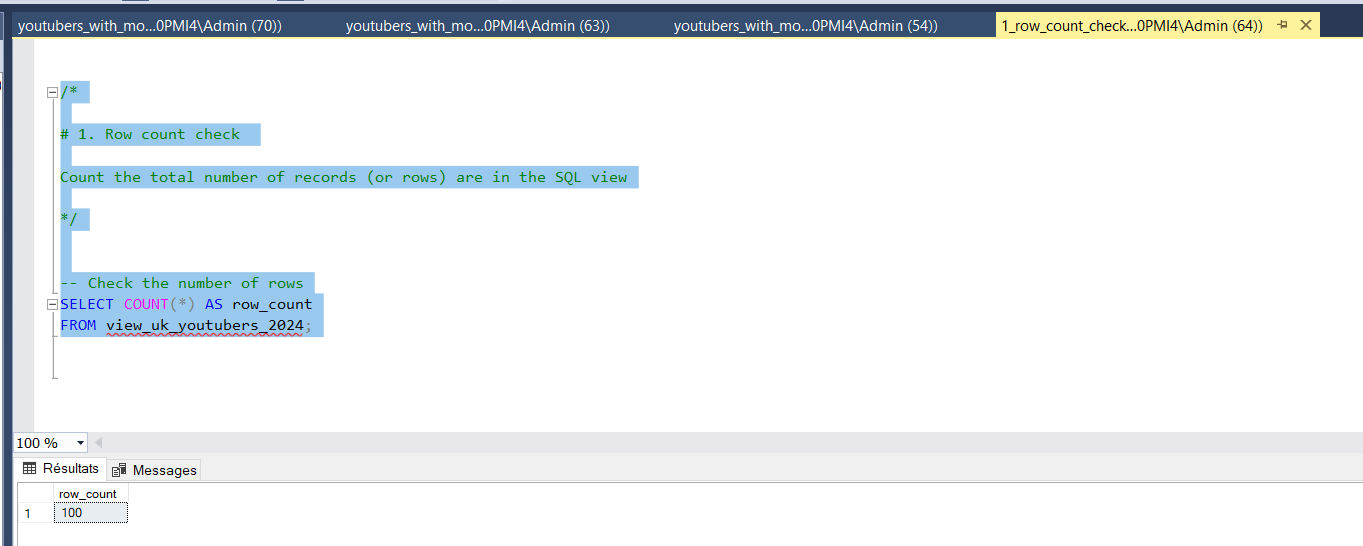 youtubers_with_mo...0PMI4\Admin (70))
youtubers_with_mo...0PMI4\Admin (63))
youtubers_with_mo...0PMI4\Admin (54))
1_row_count_check...0PMI4\Admin (64))
/*
# 1. Row count check
Count the total number of records (or rows) are in the SQL view
*/
-- Check the number of rows
SELECT COUNT(*) AS row_count
FROM view_uk_youtubers_2024;
100 %
Résultats
Messages
row_count
1
100